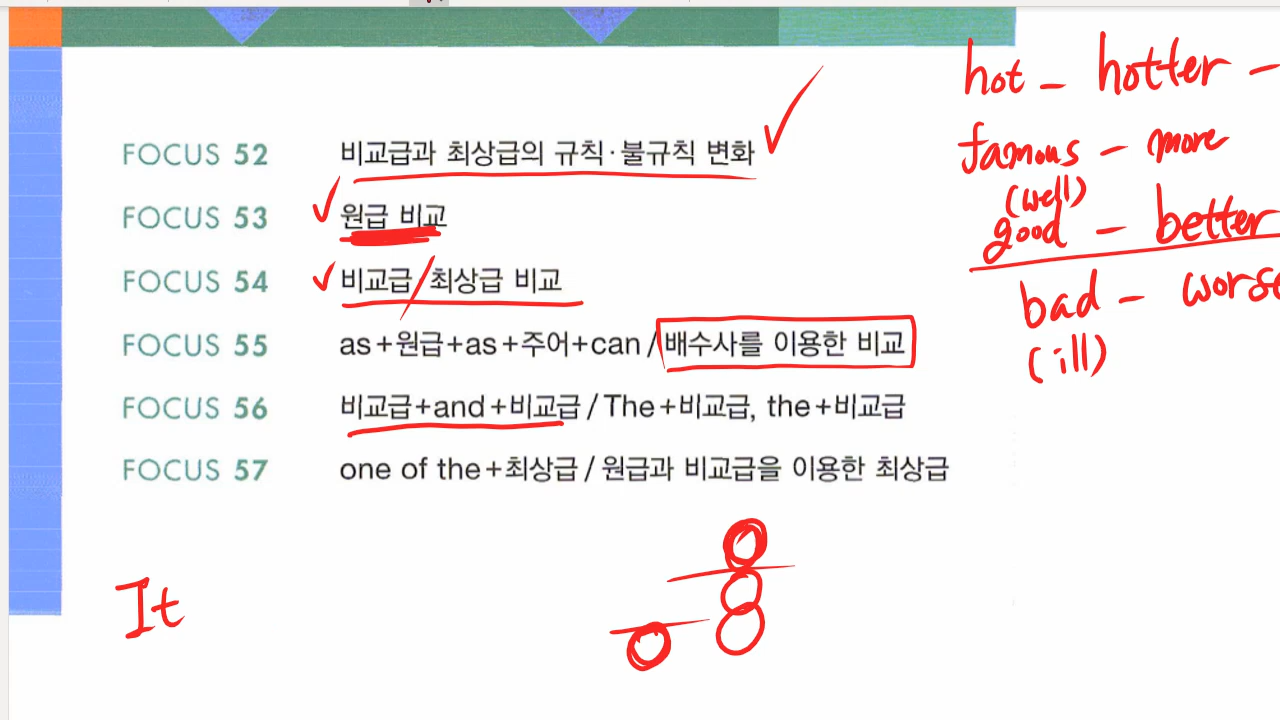 FOCUS 52 비교급과 최상급의 규칙·불규칙 변화
FOCUS 53 원급 비교
FOCUS 54 비교급/최상급 비교
FOCUS 55 as+원급+as+주어+can/배수사를 이용한 비교
FOCUS 56 비교급+and+비교급/The+비교급, the+비교급
FOCUS 57 one of the+최상급/원급과 비교급을 이용한 최상급
It
hot – hotter –
famous – more
(well)
good – better
bad – worse
(ill)